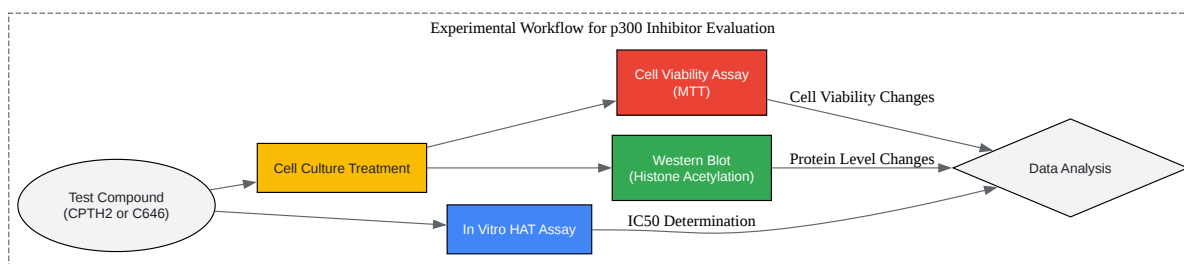 Experimental Workflow for p300 Inhibitor Evaluation
Cell Viability Assay
(MTT)
Cell Viability Changes
Cell Culture Treatment
Western Blot
(Histone Acetylation)
Protein Level Changes
Data Analysis
Test Compound
(CPTH2 or C646)
In Vitro HAT Assay
IC50 Determination